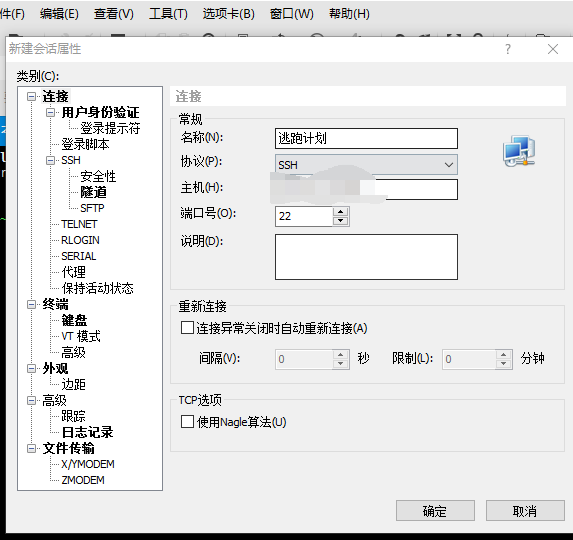 件(F) 编辑(E) 查看(V) 工具(T) 选项卡(B) 窗口(W) 帮助(H)
新建会话属性
类别(C):
连接
用户身份验证
登录提示符
登录脚本
SSH
安全性
隧道
SFTP
TELNET
RLOGIN
SERIAL
代理
保持活动状态
终端
键盘
VT 模式
高级
外观
边距
高级
跟踪
日志记录
文件传输
X/YMODEM
ZMODEM
连接
常规
名称(N): 逃跑计划
协议(P): SSH
主机(H):
端口号(O): 22
说明(D):
重新连接
连接异常关闭时自动重新连接(A)
间隔(V): 0 秒 限制(L): 0 分钟
TCP选项
使用Nagle算法(U)
确定 取消